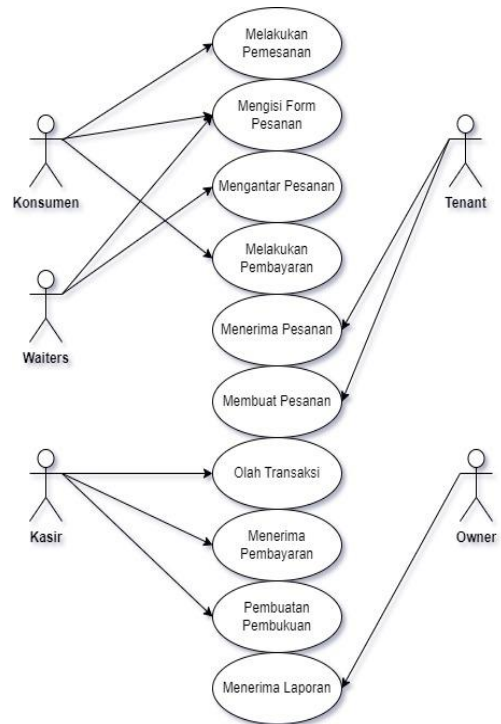 Melakukan
Pemesanan
Mengisi Form
Pesanan
Konsumen
Tenant
Mengantar Pesanan
Melakukan
Pembayaran
Waiters
Menerima Pesanan
Membuat Pesanan
Olah Transaksi
Kasir
Owner
Menerima
Pembayaran
Pembuatan
Pembukuan
Menerima Laporan